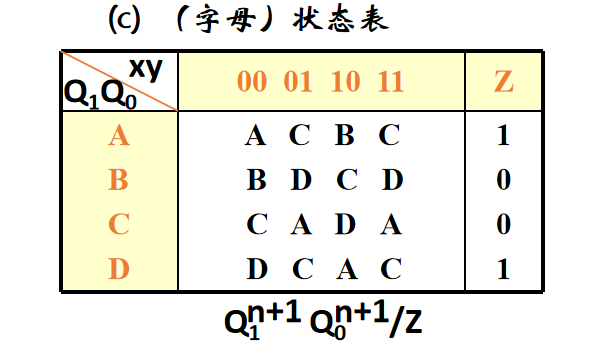 (c) （字母）状态表
xy
Q₁Q₀
00 01 10 11 Z
A A C B C 1
B B D C D 0
C C A D A 0
D D C A C 1
Q₁ⁿ⁺¹ Q₀ⁿ⁺¹/Z